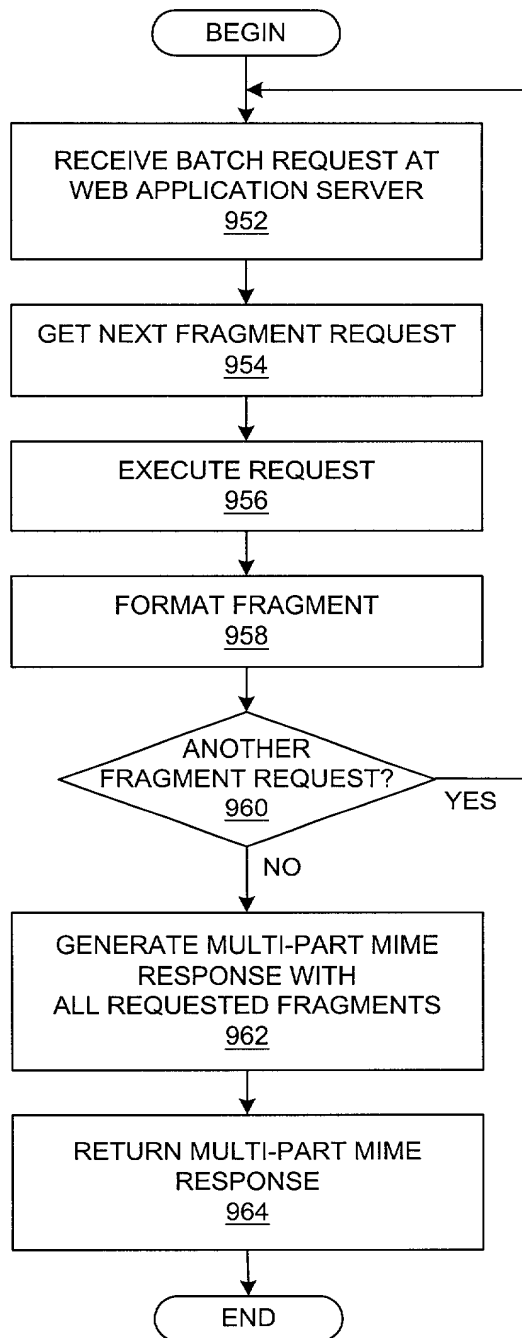 BEGIN
RECEIVE BATCH REQUEST AT
WEB APPLICATION SERVER
952
GET NEXT FRAGMENT REQUEST
954
EXECUTE REQUEST
956
FORMAT FRAGMENT
958
ANOTHER
FRAGMENT REQUEST?
960
YES
NO
GENERATE MULTI-PART MIME
RESPONSE WITH
ALL REQUESTED FRAGMENTS
962
RETURN MULTI-PART MIME
RESPONSE
964
END